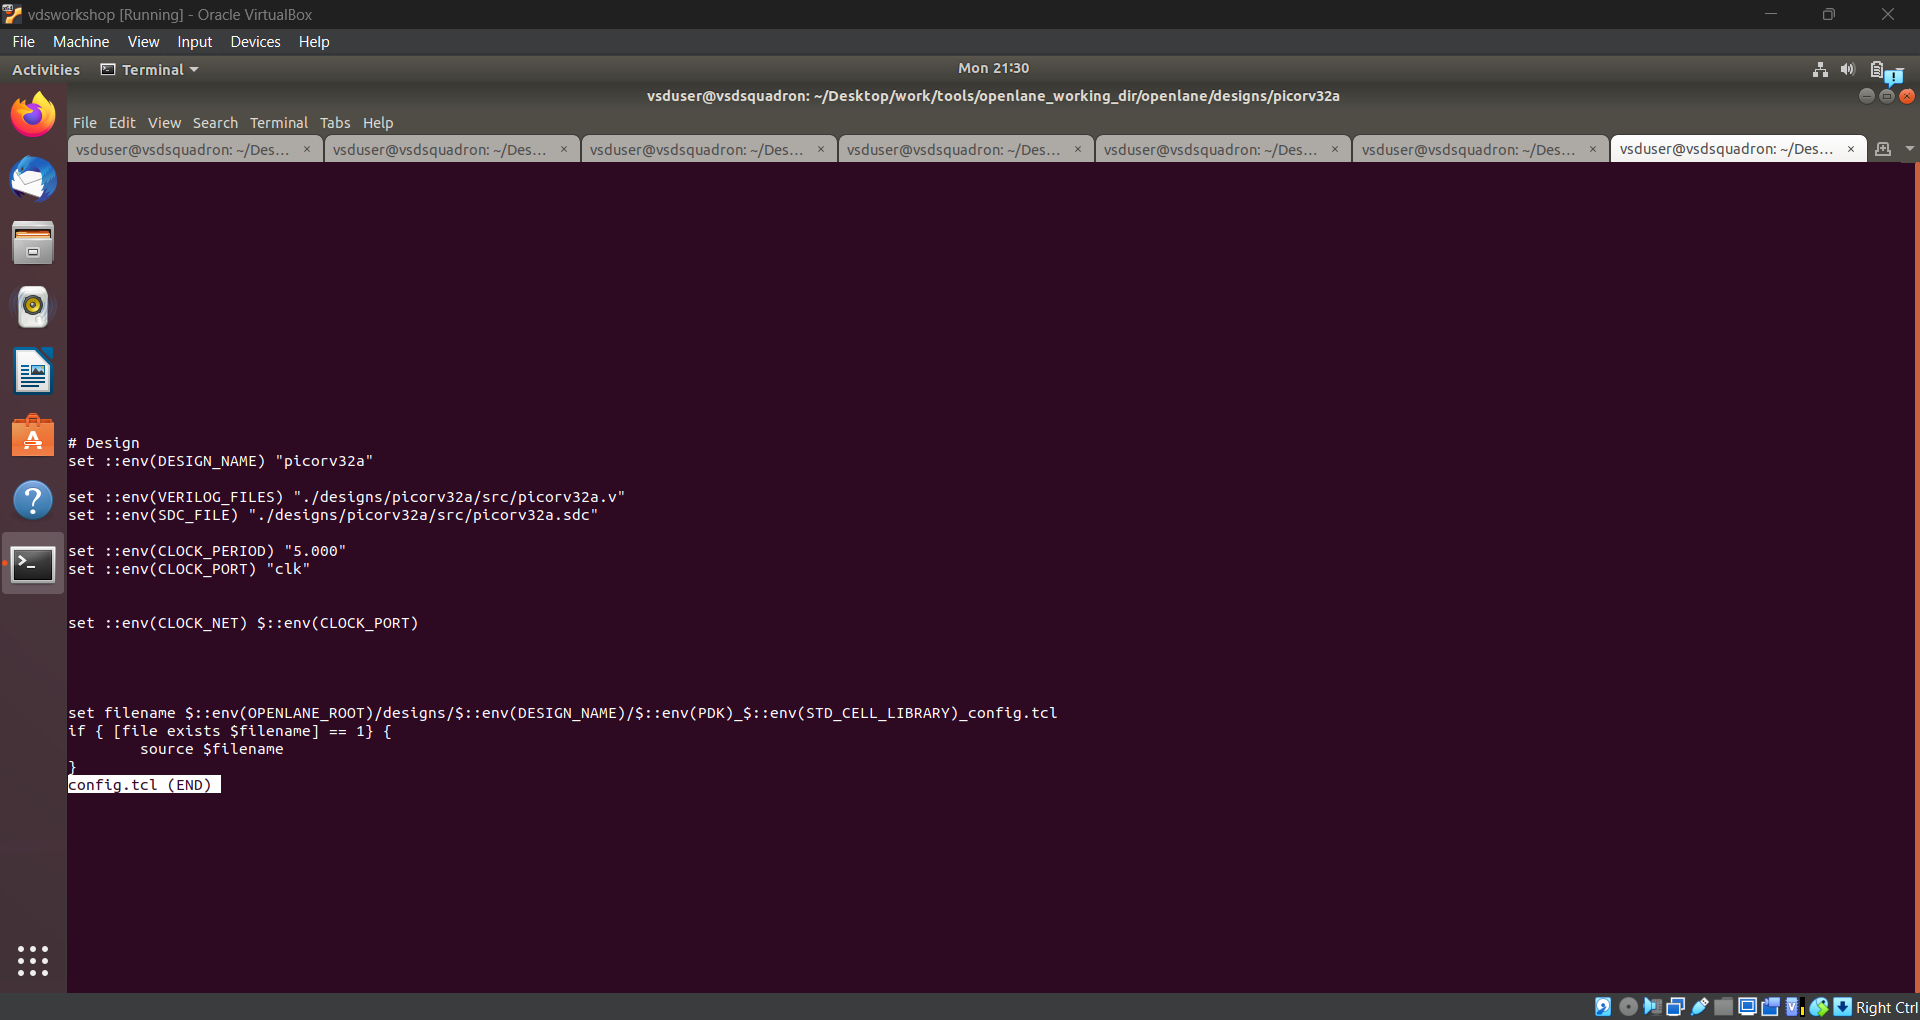 vdsworkshop [Running] - Oracle VirtualBox
File Machine View Input Devices Help
Activities Terminal Mon 21:30
vsduser@vsdsquadron: ~/Desktop/work/tools/openlane_working_dir/openlane/designs/picorv32a
File Edit View Search Terminal Tabs Help
vsduser@vsdsquadron: ~/Des... × vsduser@vsdsquadron: ~/Des... × vsduser@vsdsquadron: ~/Des... × vsduser@vsdsquadron: ~/Des... × vsduser@vsdsquadron: ~/Des... × vsduser@vsdsquadron: ~/Des... × vsduser@vsdsquadron: ~/Des... ×
# Design
set ::env(DESIGN_NAME) "picorv32a"
set ::env(VERILOG_FILES) "./designs/picorv32a/src/picorv32a.v"
set ::env(SDC_FILE) "./designs/picorv32a/src/picorv32a.sdc"
set ::env(CLOCK_PERIOD) "5.000"
set ::env(CLOCK_PORT) "clk"
set ::env(CLOCK_NET) $::env(CLOCK_PORT)
set filename $::env(OPENLANE_ROOT)/designs/$::env(DESIGN_NAME)/$::env(PDK)_$::env(STD_CELL_LIBRARY)_config.tcl
if { [file exists $filename] == 1} {
        source $filename
}
config.tcl (END)
Right Ctrl